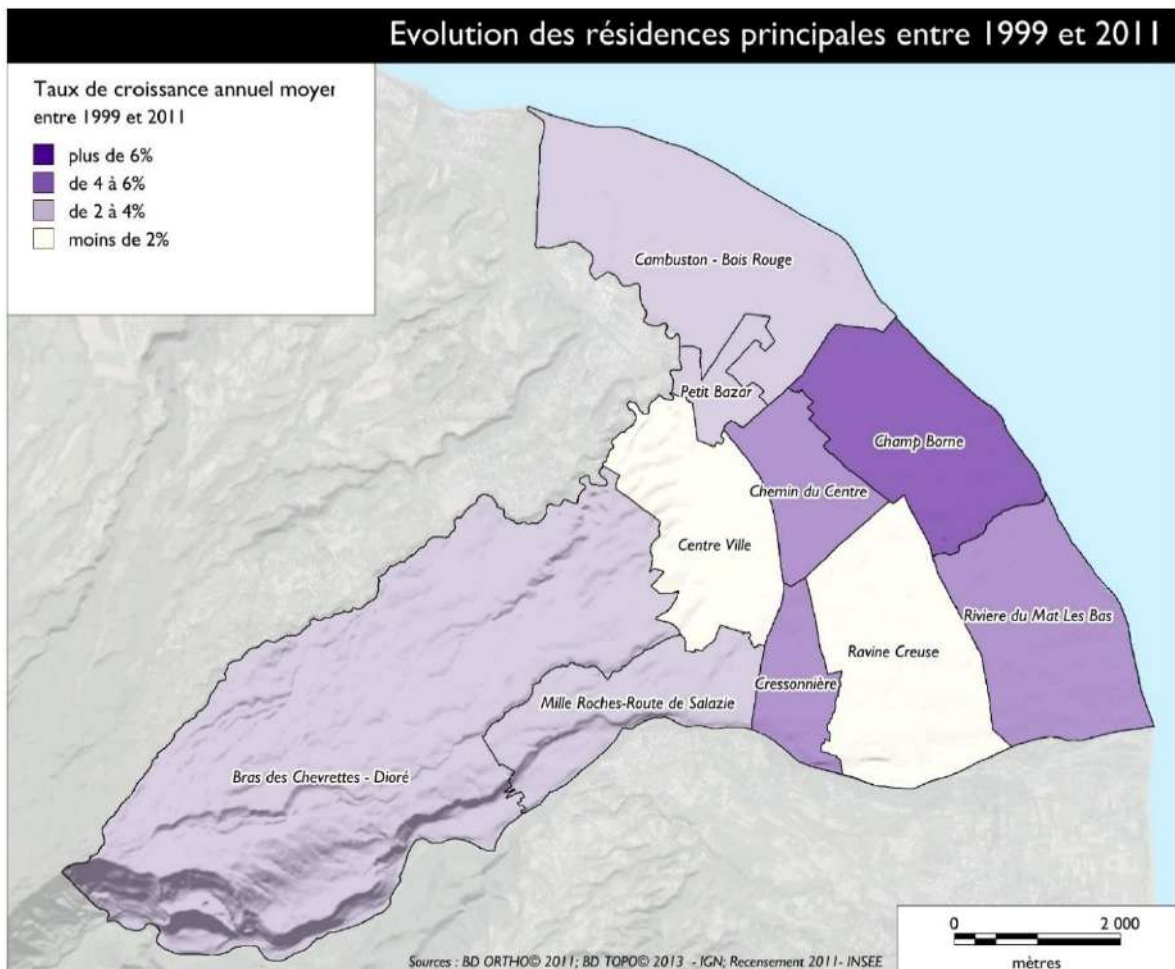 Evolution des résidences principales entre 1999 et 2011
Taux de croissance annuel moyer
entre 1999 et 2011
plus de 6%
de 4 à 6%
de 2 à 4%
moins de 2%
Cambuston - Bois Rouge
Petit Bazar
Champ Borne
Chemin du Centre
Centre Ville
Riviere du Mat Les Bas
Ravine Creuse
Cressonnière
Mille Roches-Route de Salazie
Bras des Chevrettes - Dioré
0 2 000
mètres
Sources : BD ORTHO© 2011; BD TOPO© 2013 - IGN; Recensement 2011- INSEE